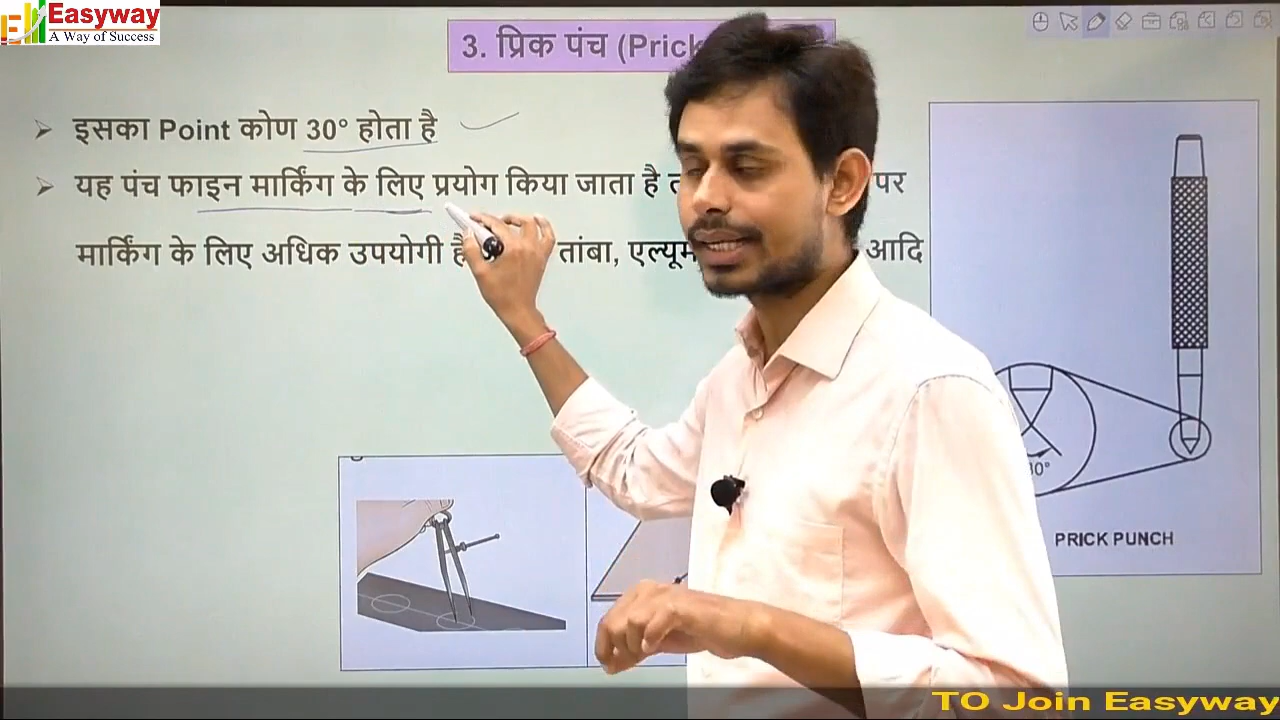 Easyway
A Way of Success
3. प्रिक पंच (Prick
इसका Point कोण 30° होता है
यह पंच फाइन मार्किंग के लिए प्रयोग किया जाता है पर
मार्किंग के लिए अधिक उपयोगी है तांबा, आदि
30°
PRICK PUNCH
TO Join Easyway